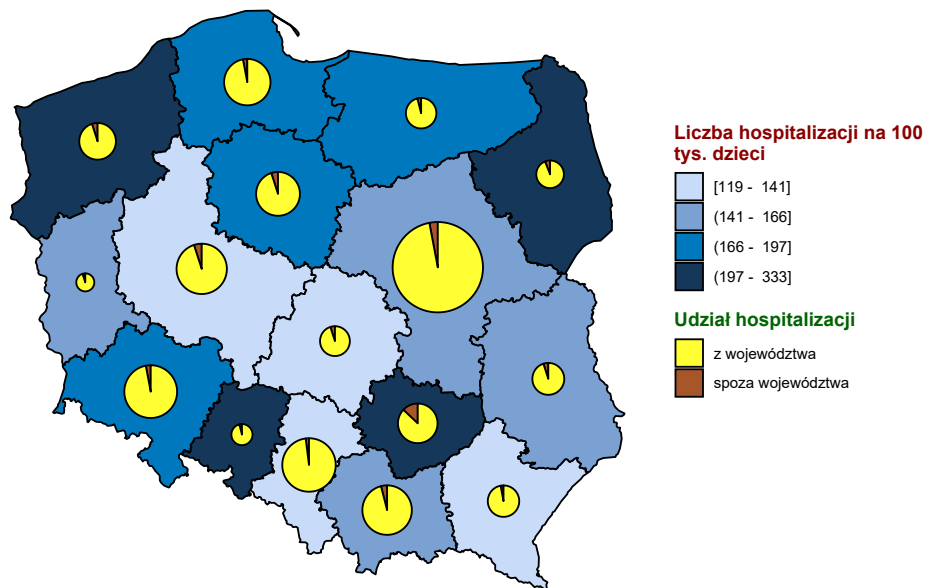 Liczba hospitalizacji na 100
tys. dzieci
[119 - 141]
(141 - 166]
(166 - 197]
(197 - 333]
Udział hospitalizacji
z województwa
spoza województwa